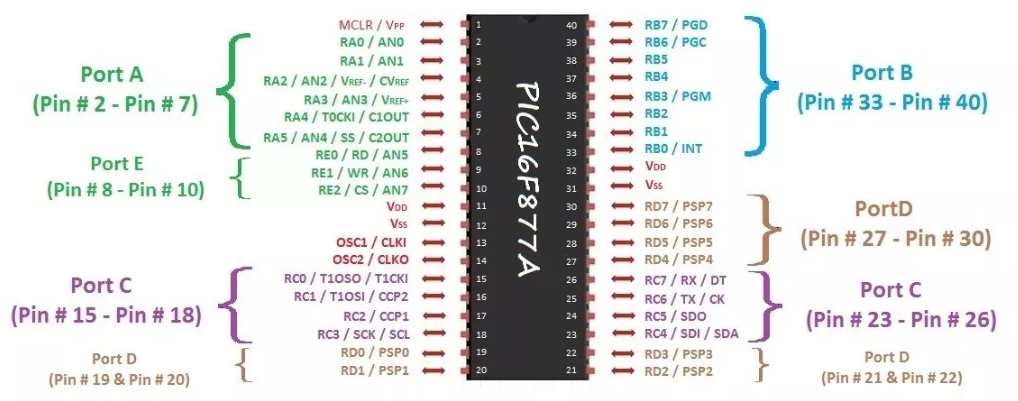 MCLR / VPP
RA0 / AN0
RA1 / AN1
RA2 / AN2 / VREF- / CVREF
RA3 / AN3 / VREF+
RA4 / T0CKI / C1OUT
RA5 / AN4 / SS / C2OUT
RE0 / RD / AN5
RE1 / WR / AN6
RE2 / CS / AN7
VDD
VSS
OSC1 / CLKI
OSC2 / CLKO
RC0 / T1OSO / T1CKI
RC1 / T1OSI / CCP2
RC2 / CCP1
RC3 / SCK / SCL
RD0 / PSP0
RD1 / PSP1
Port A
(Pin # 2 - Pin # 7)
Port E
(Pin # 8 - Pin # 10)
Port C
(Pin # 15 - Pin # 18)
Port D
(Pin # 19 & Pin # 20)
1
2
3
4
5
6
7
8
9
10
11
12
13
14
15
16
17
18
19
20
PIC16F877A
40
39
38
37
36
35
34
33
32
31
30
29
28
27
26
25
24
23
22
21
RB7 / PGD
RB6 / PGC
RB5
RB4
RB3 / PGM
RB2
RB1
RB0 / INT
VDD
VSS
RD7 / PSP7
RD6 / PSP6
RD5 / PSP5
RD4 / PSP4
RC7 / RX / DT
RC6 / TX / CK
RC5 / SDO
RC4 / SDI / SDA
RD3 / PSP3
RD2 / PSP2
Port B
(Pin # 33 - Pin # 40)
PortD
(Pin # 27 - Pin # 30)
Port C
(Pin # 23 - Pin # 26)
Port D
(Pin # 21 & Pin # 22)